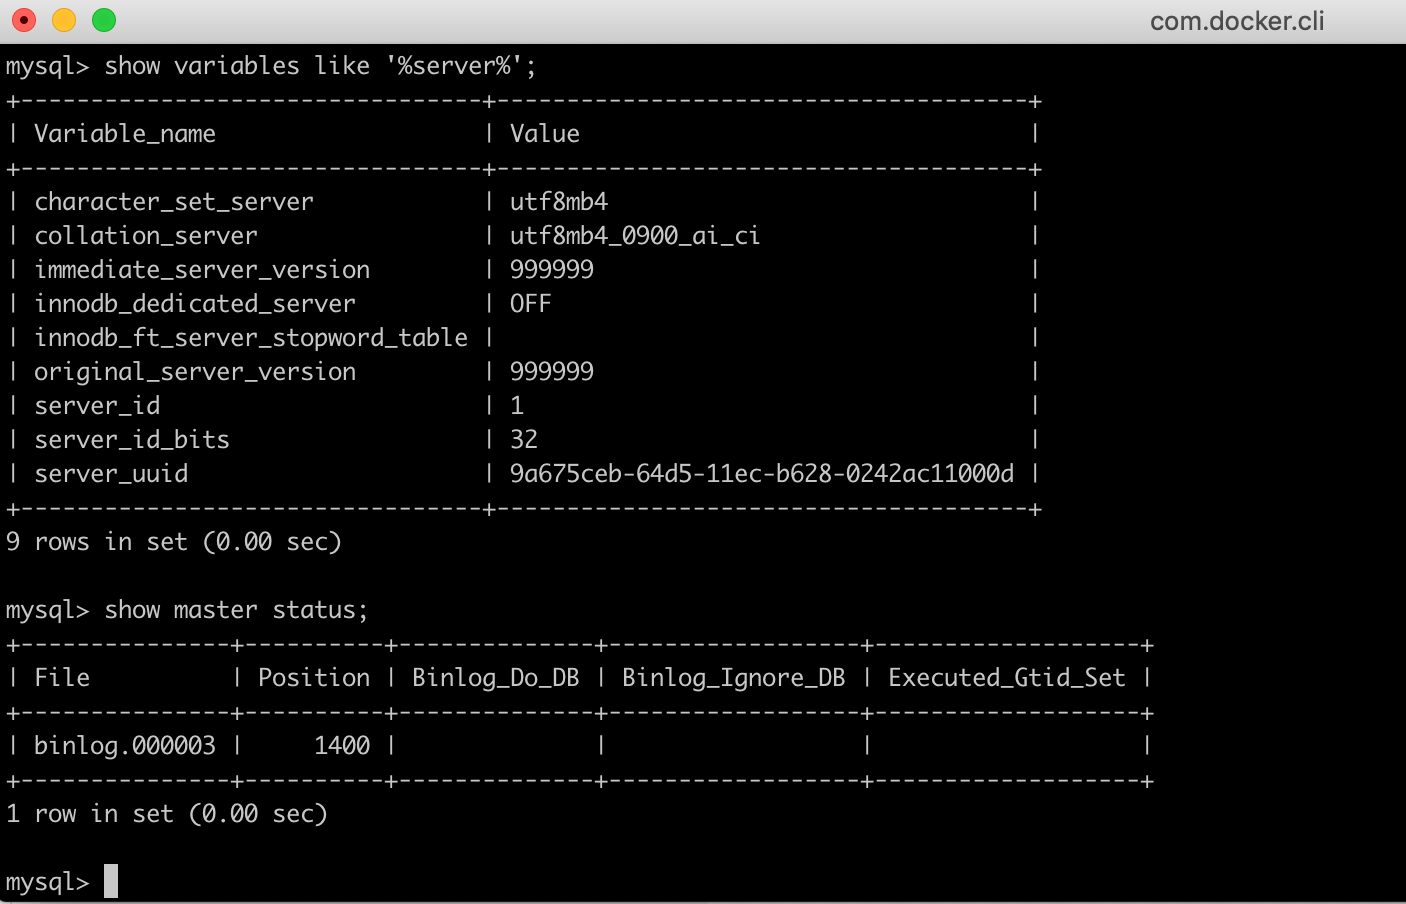 com.docker.cli
mysql> show variables like '%server%';
+---------------------------------+--------------------------------------+
| Variable_name                   | Value                                |
+---------------------------------+--------------------------------------+
| character_set_server            | utf8mb4                              |
| collation_server                | utf8mb4_0900_ai_ci                   |
| immediate_server_version        | 999999                               |
| innodb_dedicated_server         | OFF                                  |
| innodb_ft_server_stopword_table |                                      |
| original_server_version         | 999999                               |
| server_id                       | 1                                    |
| server_id_bits                  | 32                                   |
| server_uuid                     | 9a675ceb-64d5-11ec-b628-0242ac11000d |
+---------------------------------+--------------------------------------+
9 rows in set (0.00 sec)

mysql> show master status;
+---------------+----------+--------------+------------------+-------------------+
| File          | Position | Binlog_Do_DB | Binlog_Ignore_DB | Executed_Gtid_Set |
+---------------+----------+--------------+------------------+-------------------+
| binlog.000003 |     1400 |              |                  |                   |
+---------------+----------+--------------+------------------+-------------------+
1 row in set (0.00 sec)

mysql>